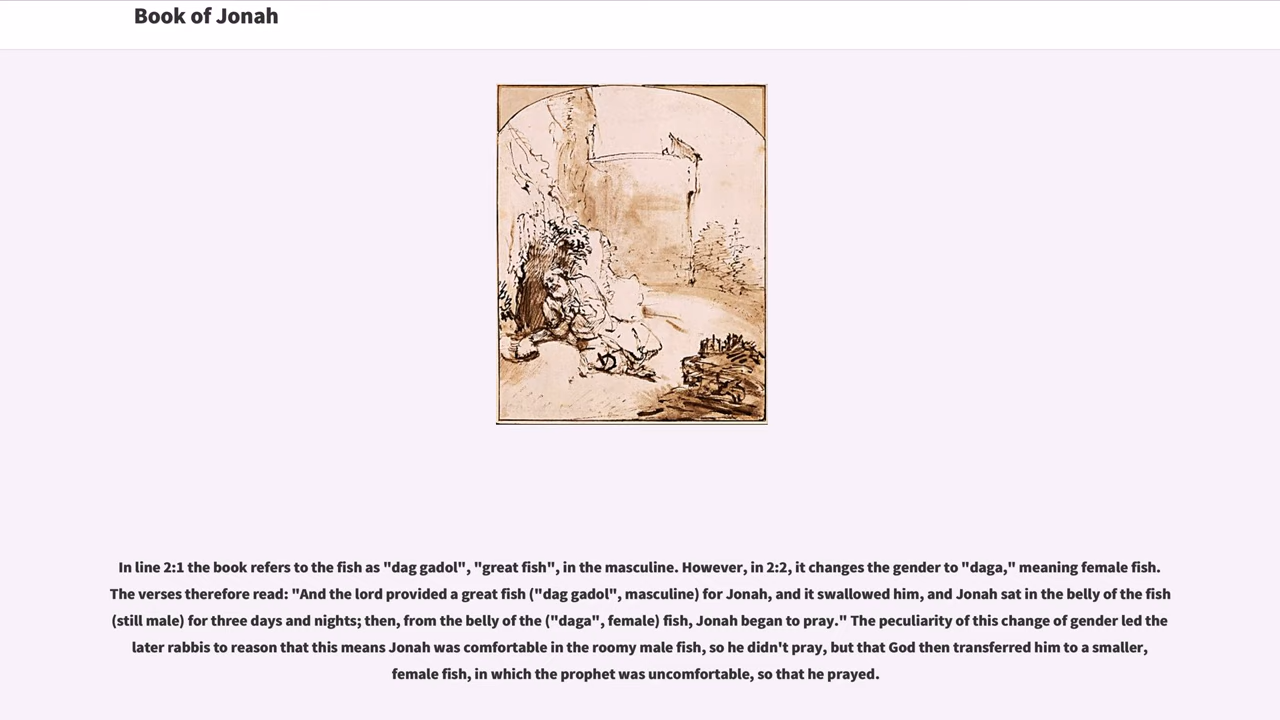 Book of Jonah
In line 2:1 the book refers to the fish as "dag gadol", "great fish", in the masculine. However, in 2:2, it changes the gender to "daga," meaning female fish.
The verses therefore read: "And the lord provided a great fish ("dag gadol", masculine) for Jonah, and it swallowed him, and Jonah sat in the belly of the fish
(still male) for three days and nights; then, from the belly of the ("daga", female) fish, Jonah began to pray." The peculiarity of this change of gender led the
later rabbis to reason that this means Jonah was comfortable in the roomy male fish, so he didn't pray, but that God then transferred him to a smaller,
female fish, in which the prophet was uncomfortable, so that he prayed.